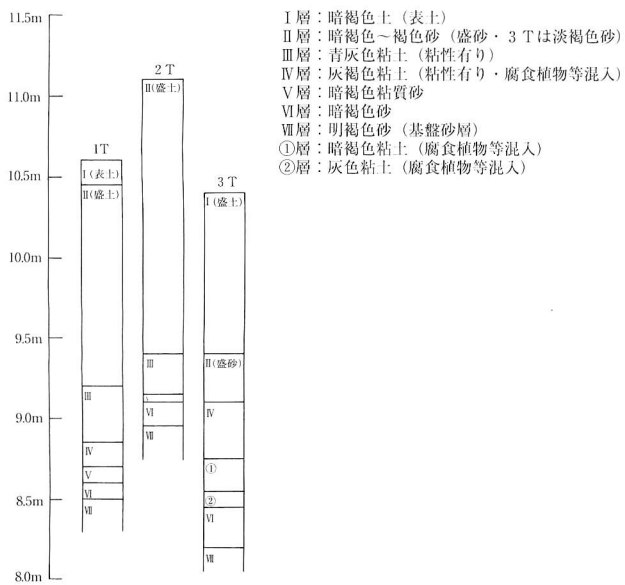 11.5m
11.0m
10.5m
10.0m
9.5m
9.0m
8.5m
8.0m
1T
Ⅰ(表土)
Ⅱ(盛土)
Ⅲ
Ⅳ
Ⅴ
Ⅵ
Ⅶ
2T
Ⅱ(盛土)
Ⅲ
Ⅵ
Ⅶ
3T
Ⅰ(盛土)
Ⅱ(盛砂)
Ⅳ
①
②
Ⅵ
Ⅶ
Ⅰ層：暗褐色土（表土）
Ⅱ層：暗褐色～褐色砂（盛砂・3Tは淡褐色砂）
Ⅲ層：青灰色粘土（粘性有り）
Ⅳ層：灰褐色粘土（粘性有り・腐食植物等混入）
Ⅴ層：暗褐色粘質砂
Ⅵ層：暗褐色砂
Ⅶ層：明褐色砂（基盤砂層）
①層：暗褐色粘土（腐食植物等混入）
②層：灰色粘土（腐食植物等混入）